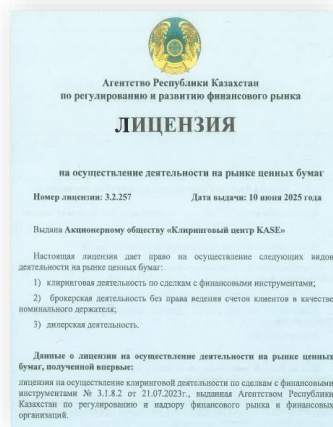 Агентство Республики Казахстан
по регулированию и развитию финансового рынка
ЛИЦЕНЗИЯ
на осуществление деятельности на рынке ценных бумаг
Номер лицензии: 3.2.257 Дата выдачи: 10 июня 2025 года
Выдана Акционерному обществу «Клиринговый центр KASE»
Настоящая лицензия дает право на осуществление следующих видов
деятельности на рынке ценных бумаг:
1) клиринговая деятельность по сделкам с финансовыми инструментами;
2) брокерская деятельность без права ведения счетов клиентов в качестве
номинального держателя;
3) дилерская деятельность.
Данные о лицензии на осуществление деятельности на рынке ценных
бумаг, полученной впервые:
лицензия на осуществление клиринговой деятельности по сделкам с финансовыми
инструментами № 3.1.8.2 от 21.07.2023г., выданная Агентством Республики
Казахстан по регулированию и надзору финансового рынка и финансовых
организаций.